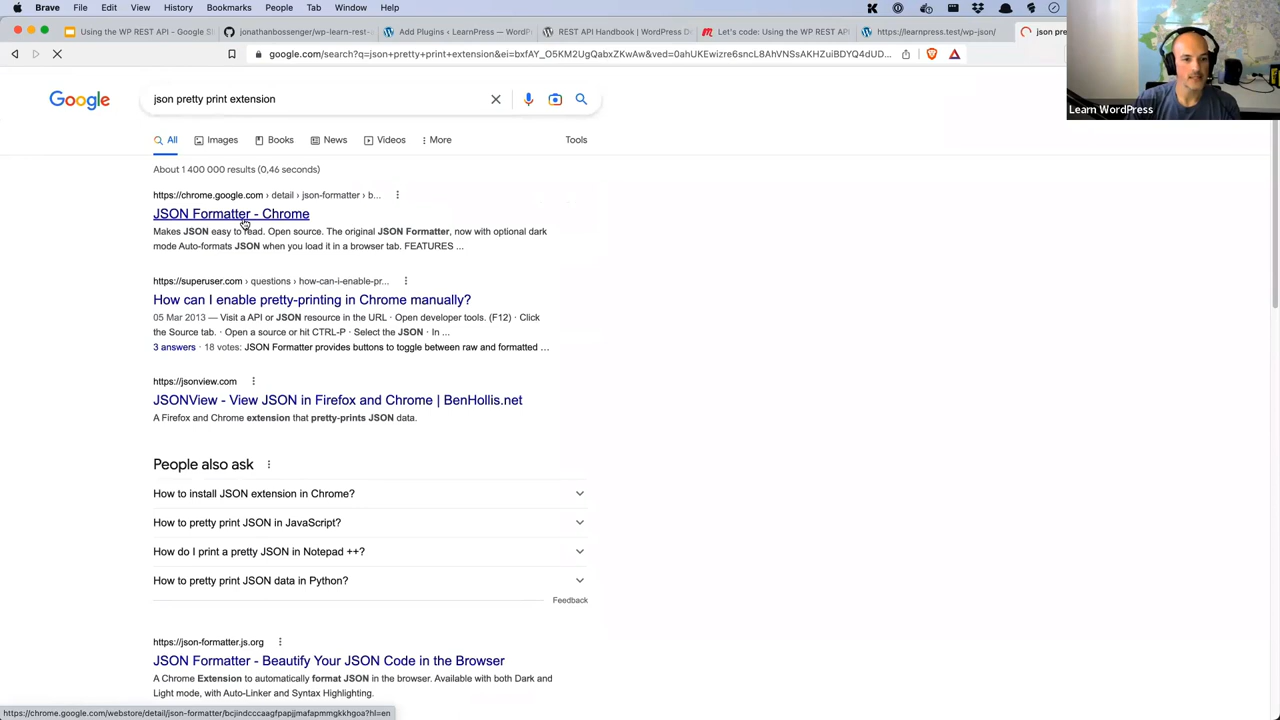 Brave File Edit View History Bookmarks People Tab Window Help
Using the WP REST API - Google Sl
jonathanbossenger/wp-learn-rest-
Add Plugins ‹ LearnPress — WordP
REST API Handbook | WordPress D
Let's code: Using the WP REST API
https://learnpress.test/wp-json/
json pre
https://google.com/search?q=json+pretty+print+extension&ei=bxfAY_O5KM2UgQabxZKwAw&ved=0ahUKEwizre6sncL8AhVNSsAKHZuiBDYQ4dUD...
Learn WordPress
Google
json pretty print extension
All
Images
Books
News
Videos
More
Tools
About 1 400 000 results (0,46 seconds)
https://chrome.google.com › detail › json-formatter › b...
JSON Formatter - Chrome
Makes JSON easy to read. Open source. The original JSON Formatter, now with optional dark
mode Auto-formats JSON when you load it in a browser tab. FEATURES ...
https://superuser.com › questions › how-can-i-enable-pr...
How can I enable pretty-printing in Chrome manually?
05 Mar 2013 — Visit a API or JSON resource in the URL · Open developer tools. (F12) · Click
the Source tab. · Open a source or hit CTRL-P · Select the JSON · In ...
3 answers · 18 votes: JSON Formatter provides buttons to toggle between raw and formatted ...
https://jsonview.com
JSONView - View JSON in Firefox and Chrome | BenHollis.net
A Firefox and Chrome extension that pretty-prints JSON data.
People also ask
How to install JSON extension in Chrome?
How to pretty print JSON in JavaScript?
How do I print a pretty JSON in Notepad ++?
How to pretty print JSON data in Python?
Feedback
https://json-formatter.js.org
JSON Formatter - Beautify Your JSON Code in the Browser
A Chrome Extension to automatically format JSON in the browser. Available with both Dark and
Light mode, with Auto-Linker and Syntax Highlighting.
https://chrome.google.com/webstore/detail/json-formatter/bcjindcccaagfpapjjmafapmmgkkhgoa?hl=en